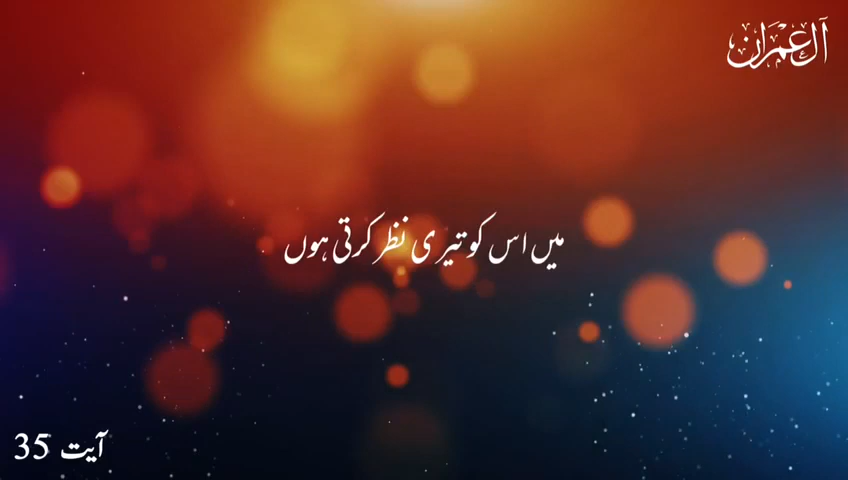 آل عمران
میں اس کو تیری نظر کرتی ہوں
آیت 35